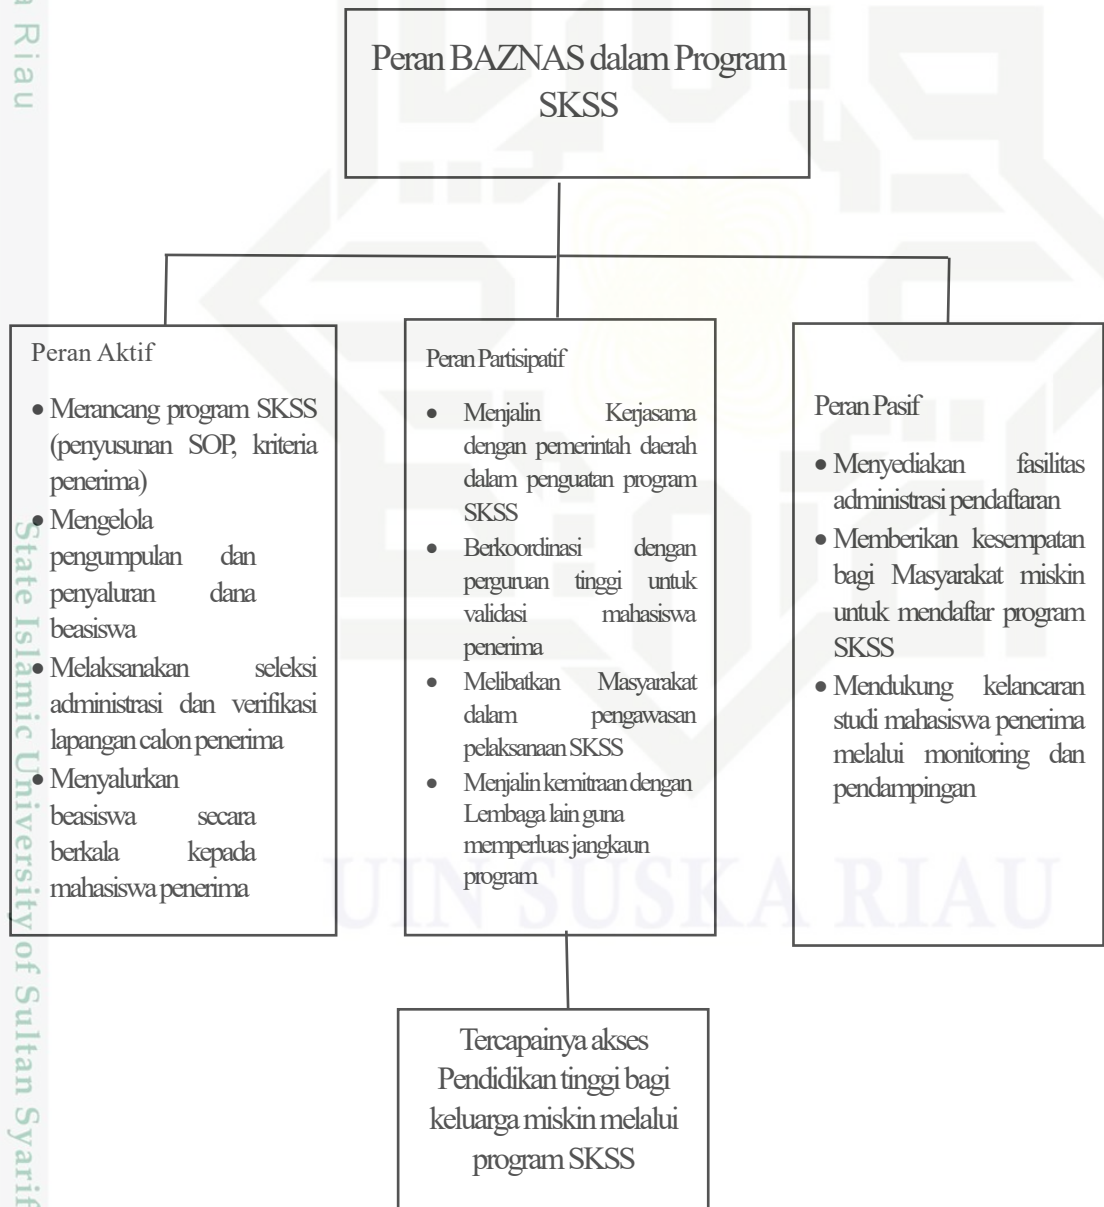 Peran BAZNAS dalam Program
SKSS
Peran Aktif
• Merancang program SKSS
(penyusunan SOP, kriteria
penerima)
• Mengelola
pengumpulan dan
penyaluran dana
beasiswa
• Melaksanakan seleksi
administrasi dan verifikasi
lapangan calon penerima
• Menyalurkan
beasiswa secara
berkala kepada
mahasiswa penerima
Peran Partisipatif
• Menjalin Kerjasama
dengan pemerintah daerah
dalam penguatan program
SKSS
• Berkoordinasi dengan
perguruan tinggi untuk
validasi mahasiswa
penerima
• Melibatkan Masyarakat
dalam pengawasan
pelaksanaan SKSS
• Menjalin kemitraan dengan
Lembaga lain guna
memperluas jangkaun
program
Peran Pasif
• Menyediakan fasilitas
administrasi pendaftaran
• Memberikan kesempatan
bagi Masyarakat miskin
untuk mendaftar program
SKSS
• Mendukung kelancaran
studi mahasiswa penerima
melalui monitoring dan
pendampingan
Tercapainya akses
Pendidikan tinggi bagi
keluarga miskin melalui
program SKSS
UIN SUSKA RIAU
a Riau
State Islamic University of Sultan Syarif